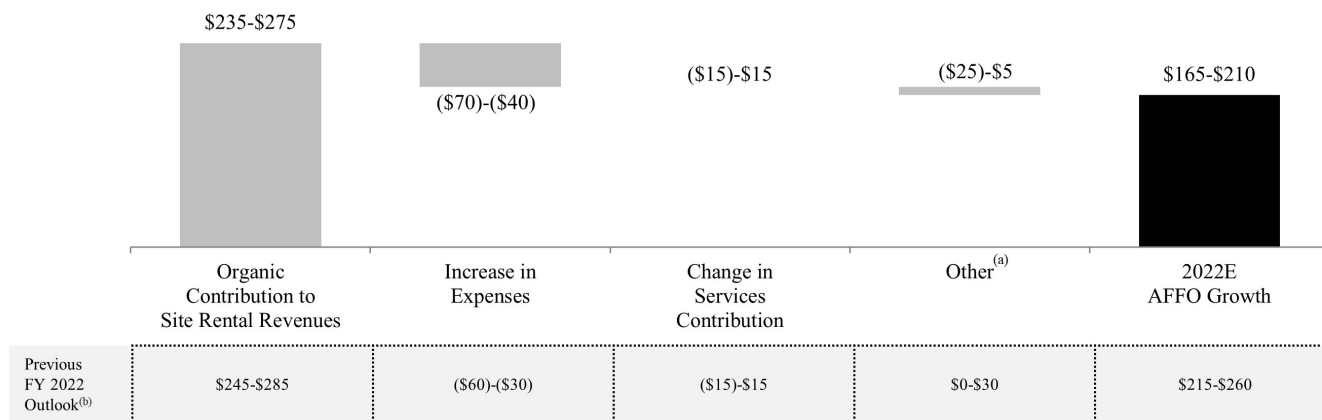 $235-$275
($70)-($40)
($15)-$15
($25)-$5
$165-$210
Organic
Contribution to
Site Rental Revenues
Increase in
Expenses
Change in
Services
Contribution
Other(a)
2022E
AFFO Growth
Previous
FY 2022
Outlook(b)
$245-$285
($60)-($30)
($15)-$15
$0-$30
$215-$260